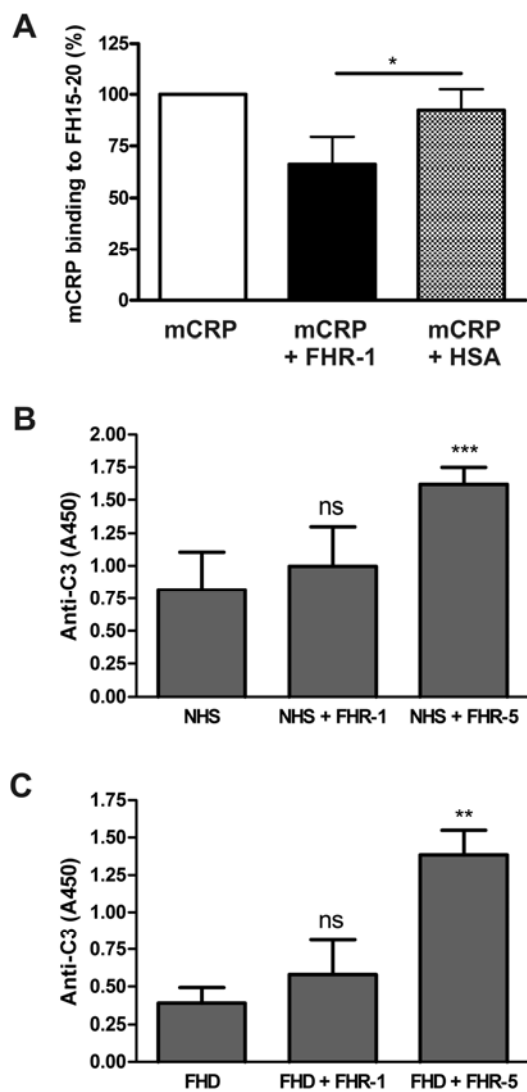 A
mCRP binding to FH15-20 (%)
125
100
75
50
25
0
*
mCRP
mCRP
+ FHR-1
mCRP
+ HSA
B
Anti-C3 (A450)
2.00
1.75
1.50
1.25
1.00
0.75
0.50
0.25
0.00
ns
***
NHS
NHS + FHR-1
NHS + FHR-5
C
Anti-C3 (A450)
1.75
1.50
1.25
1.00
0.75
0.50
0.25
0.00
ns
**
FHD
FHD + FHR-1
FHD + FHR-5